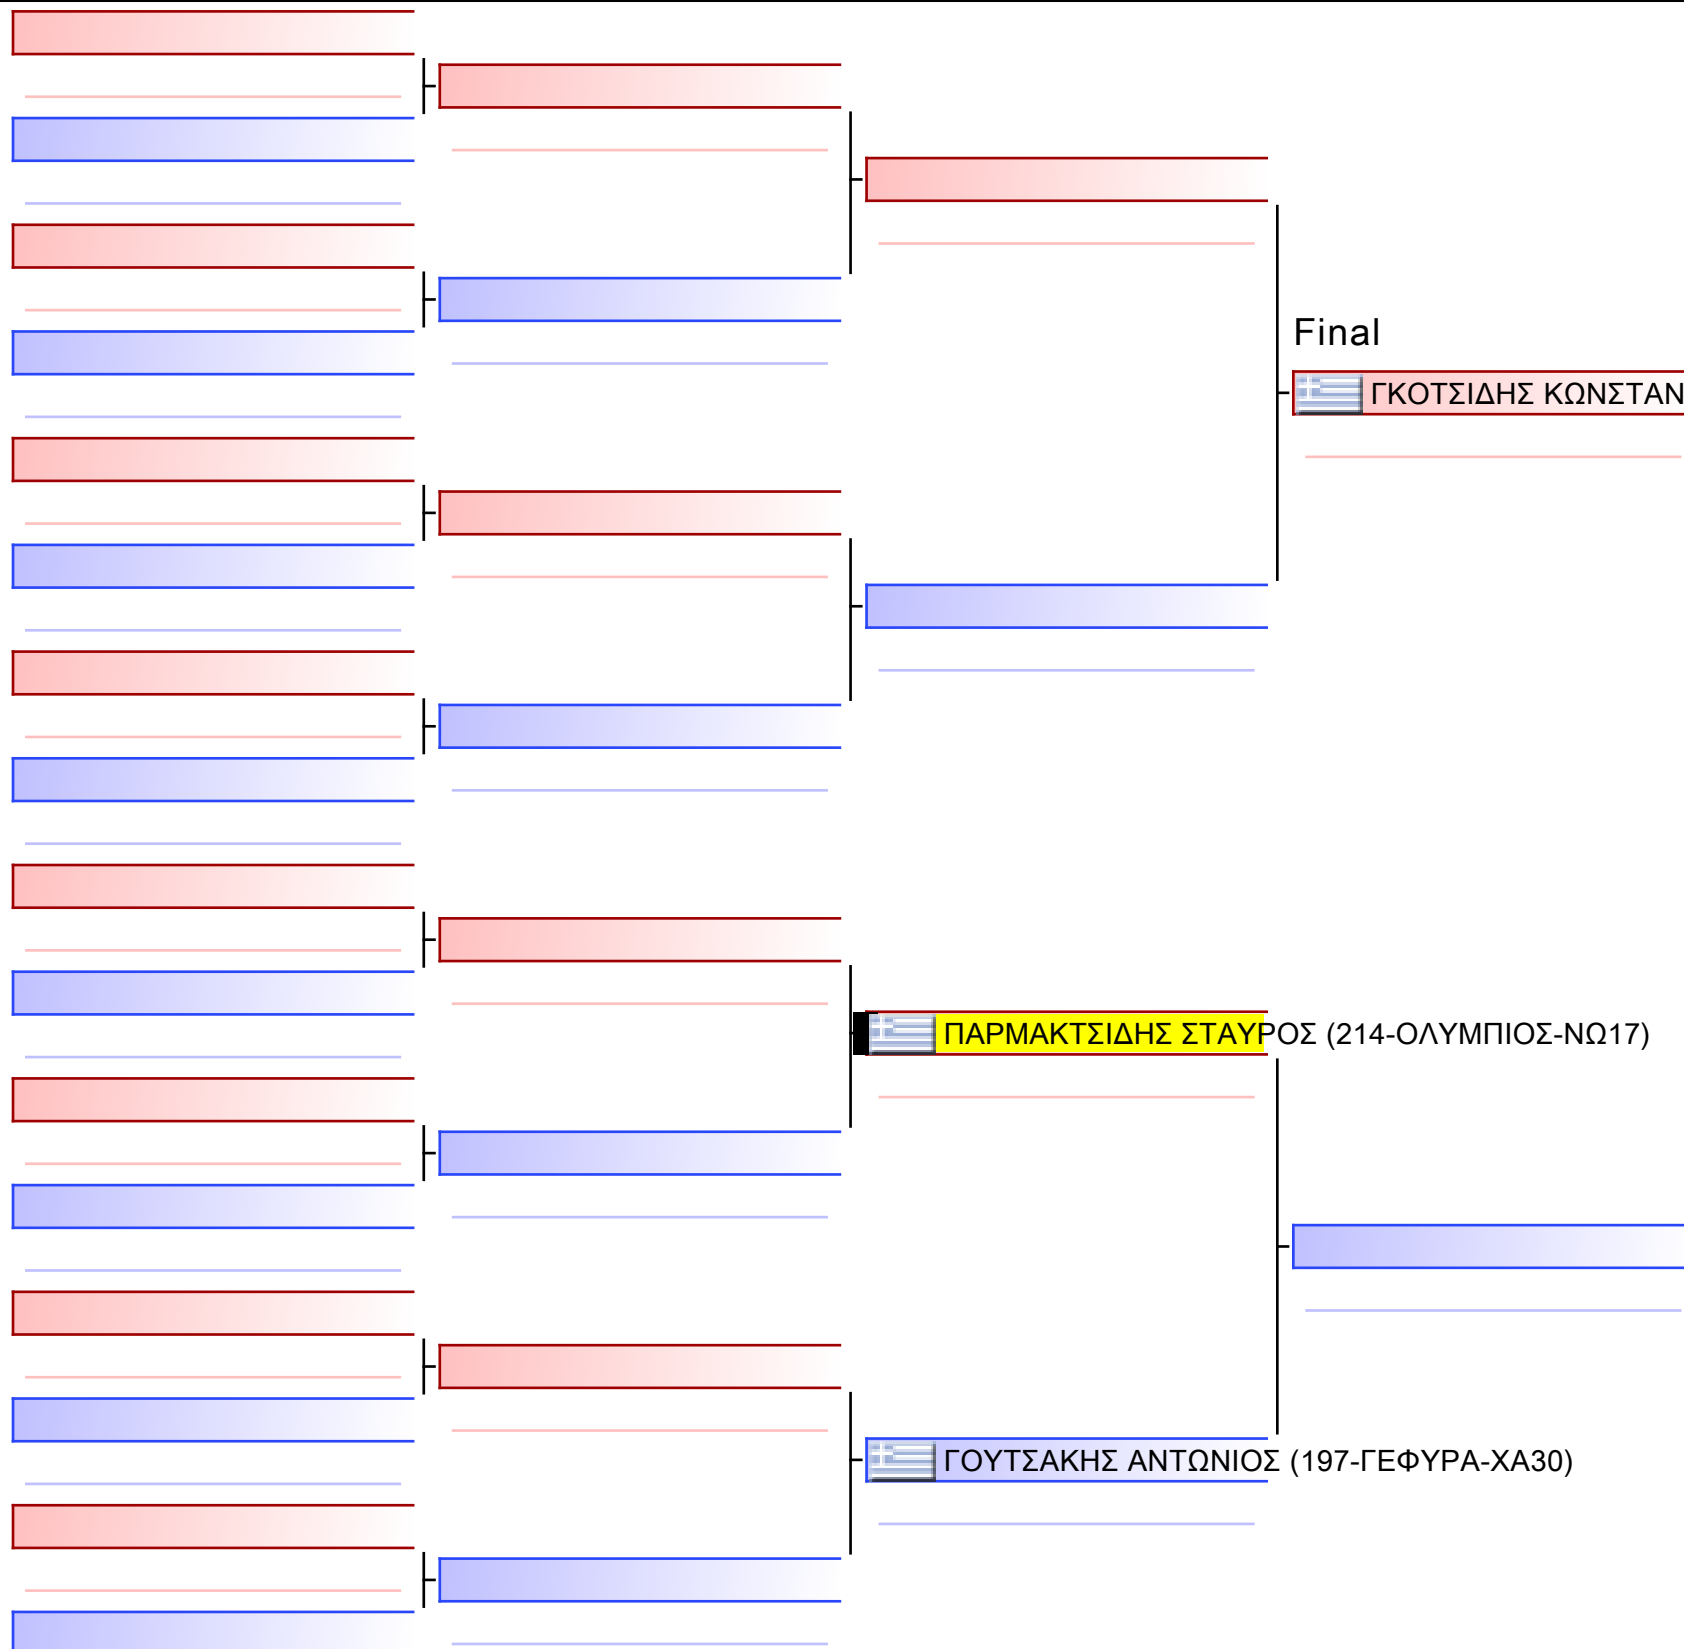 Final
ΓΚΟΤΣΙΔΗΣ ΚΩΝΣΤΑΝ
ΠΑΡΜΑΚΤΣΙΔΗΣ ΣΤΑΥΡΟΣ (214-ΟΛΥΜΠΙΟΣ-ΝΩ17)
ΓΟΥΤΣΑΚΗΣ ΑΝΤΩΝΙΟΣ (197-ΓΕΦΥΡΑ-ΧΑ30)